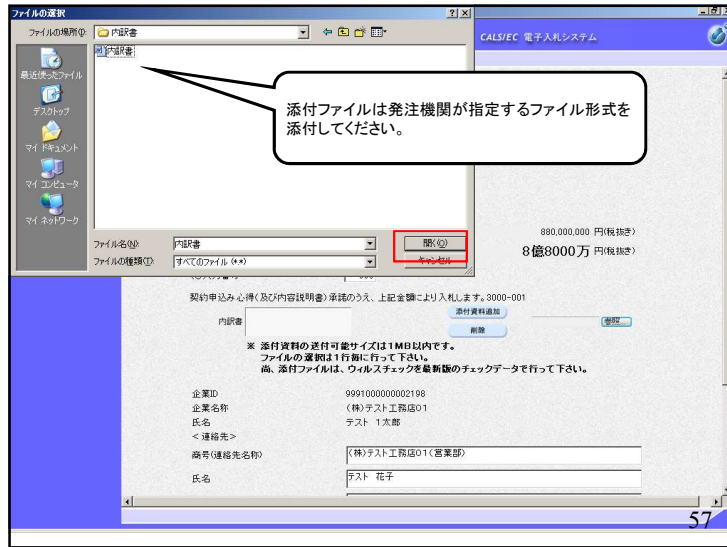 ファイルの選択
ファイルの場所(I):
内訳書
CALS/EC 電子入札システム
内訳書
最近使ったファイル
デスクトップ
マイ ドキュメント
マイ コンピュータ
マイ ネットワーク
添付ファイルは発注機関が指定するファイル形式を
添付してください。
ファイル名(N):
内訳書
開く(O)
ファイルの種類(T):
すべてのファイル (*.*)
キャンセル
880,000,000 円(税抜き)
8億8000万 円(税抜き)
契約申込み心得(及び内容説明書)承諾のうえ、上記金額により入札します。3000-001
内訳書
添付資料追加
削除
参照...
※ 添付資料の送付可能サイズは1MB以内です。
ファイルの選択は1行毎に行って下さい。
尚、添付ファイルは、ウィルスチェックを最新版のチェックデータで行って下さい。
企業ID
9991000000002198
企業名称
(株)テスト工務店01
氏名
テスト 1太郎
<連絡先>
商号(連絡先名称)
(株)テスト工務店01(営業部)
氏名
テスト 花子
57